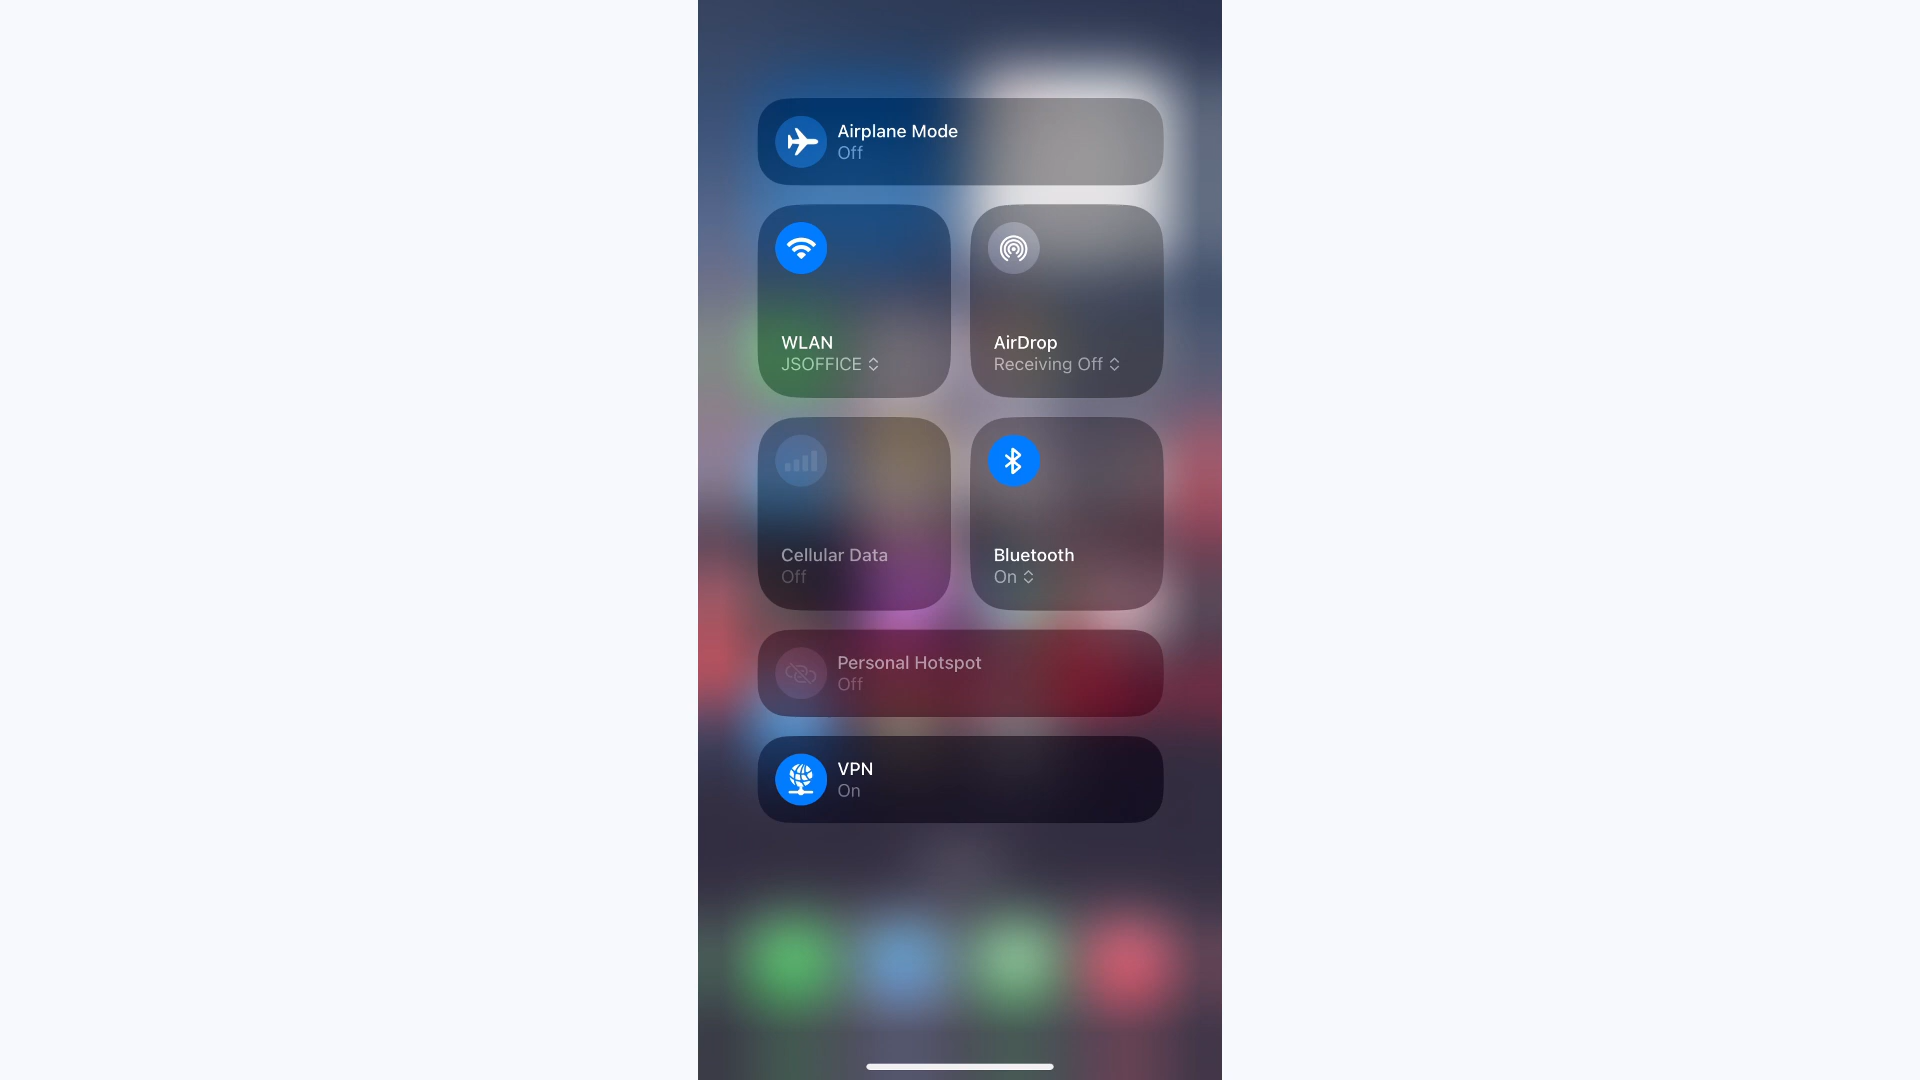 Airplane Mode
Off
WLAN
JSOFFICE
AirDrop
Receiving Off
Cellular Data
Off
Bluetooth
On
Personal Hotspot
Off
VPN
On